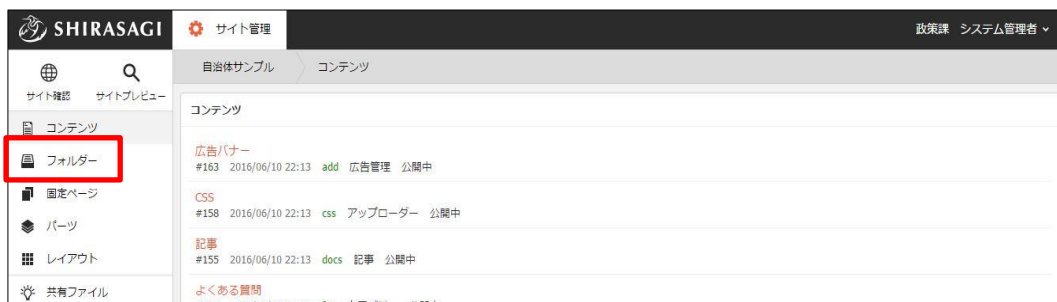 SHIRASAGI サイト管理 政策課 システム管理者
サイト確認 サイトプレビュー
自治体サンプル コンテンツ
コンテンツ
フォルダー
固定ページ
パーツ
レイアウト
共有ファイル
コンテンツ
広告バナー
#163 2016/06/10 22:13 add 広告管理 公開中
CSS
#158 2016/06/10 22:13 css アップローダー 公開中
記事
#155 2016/06/10 22:13 docs 記事 公開中
よくある質問